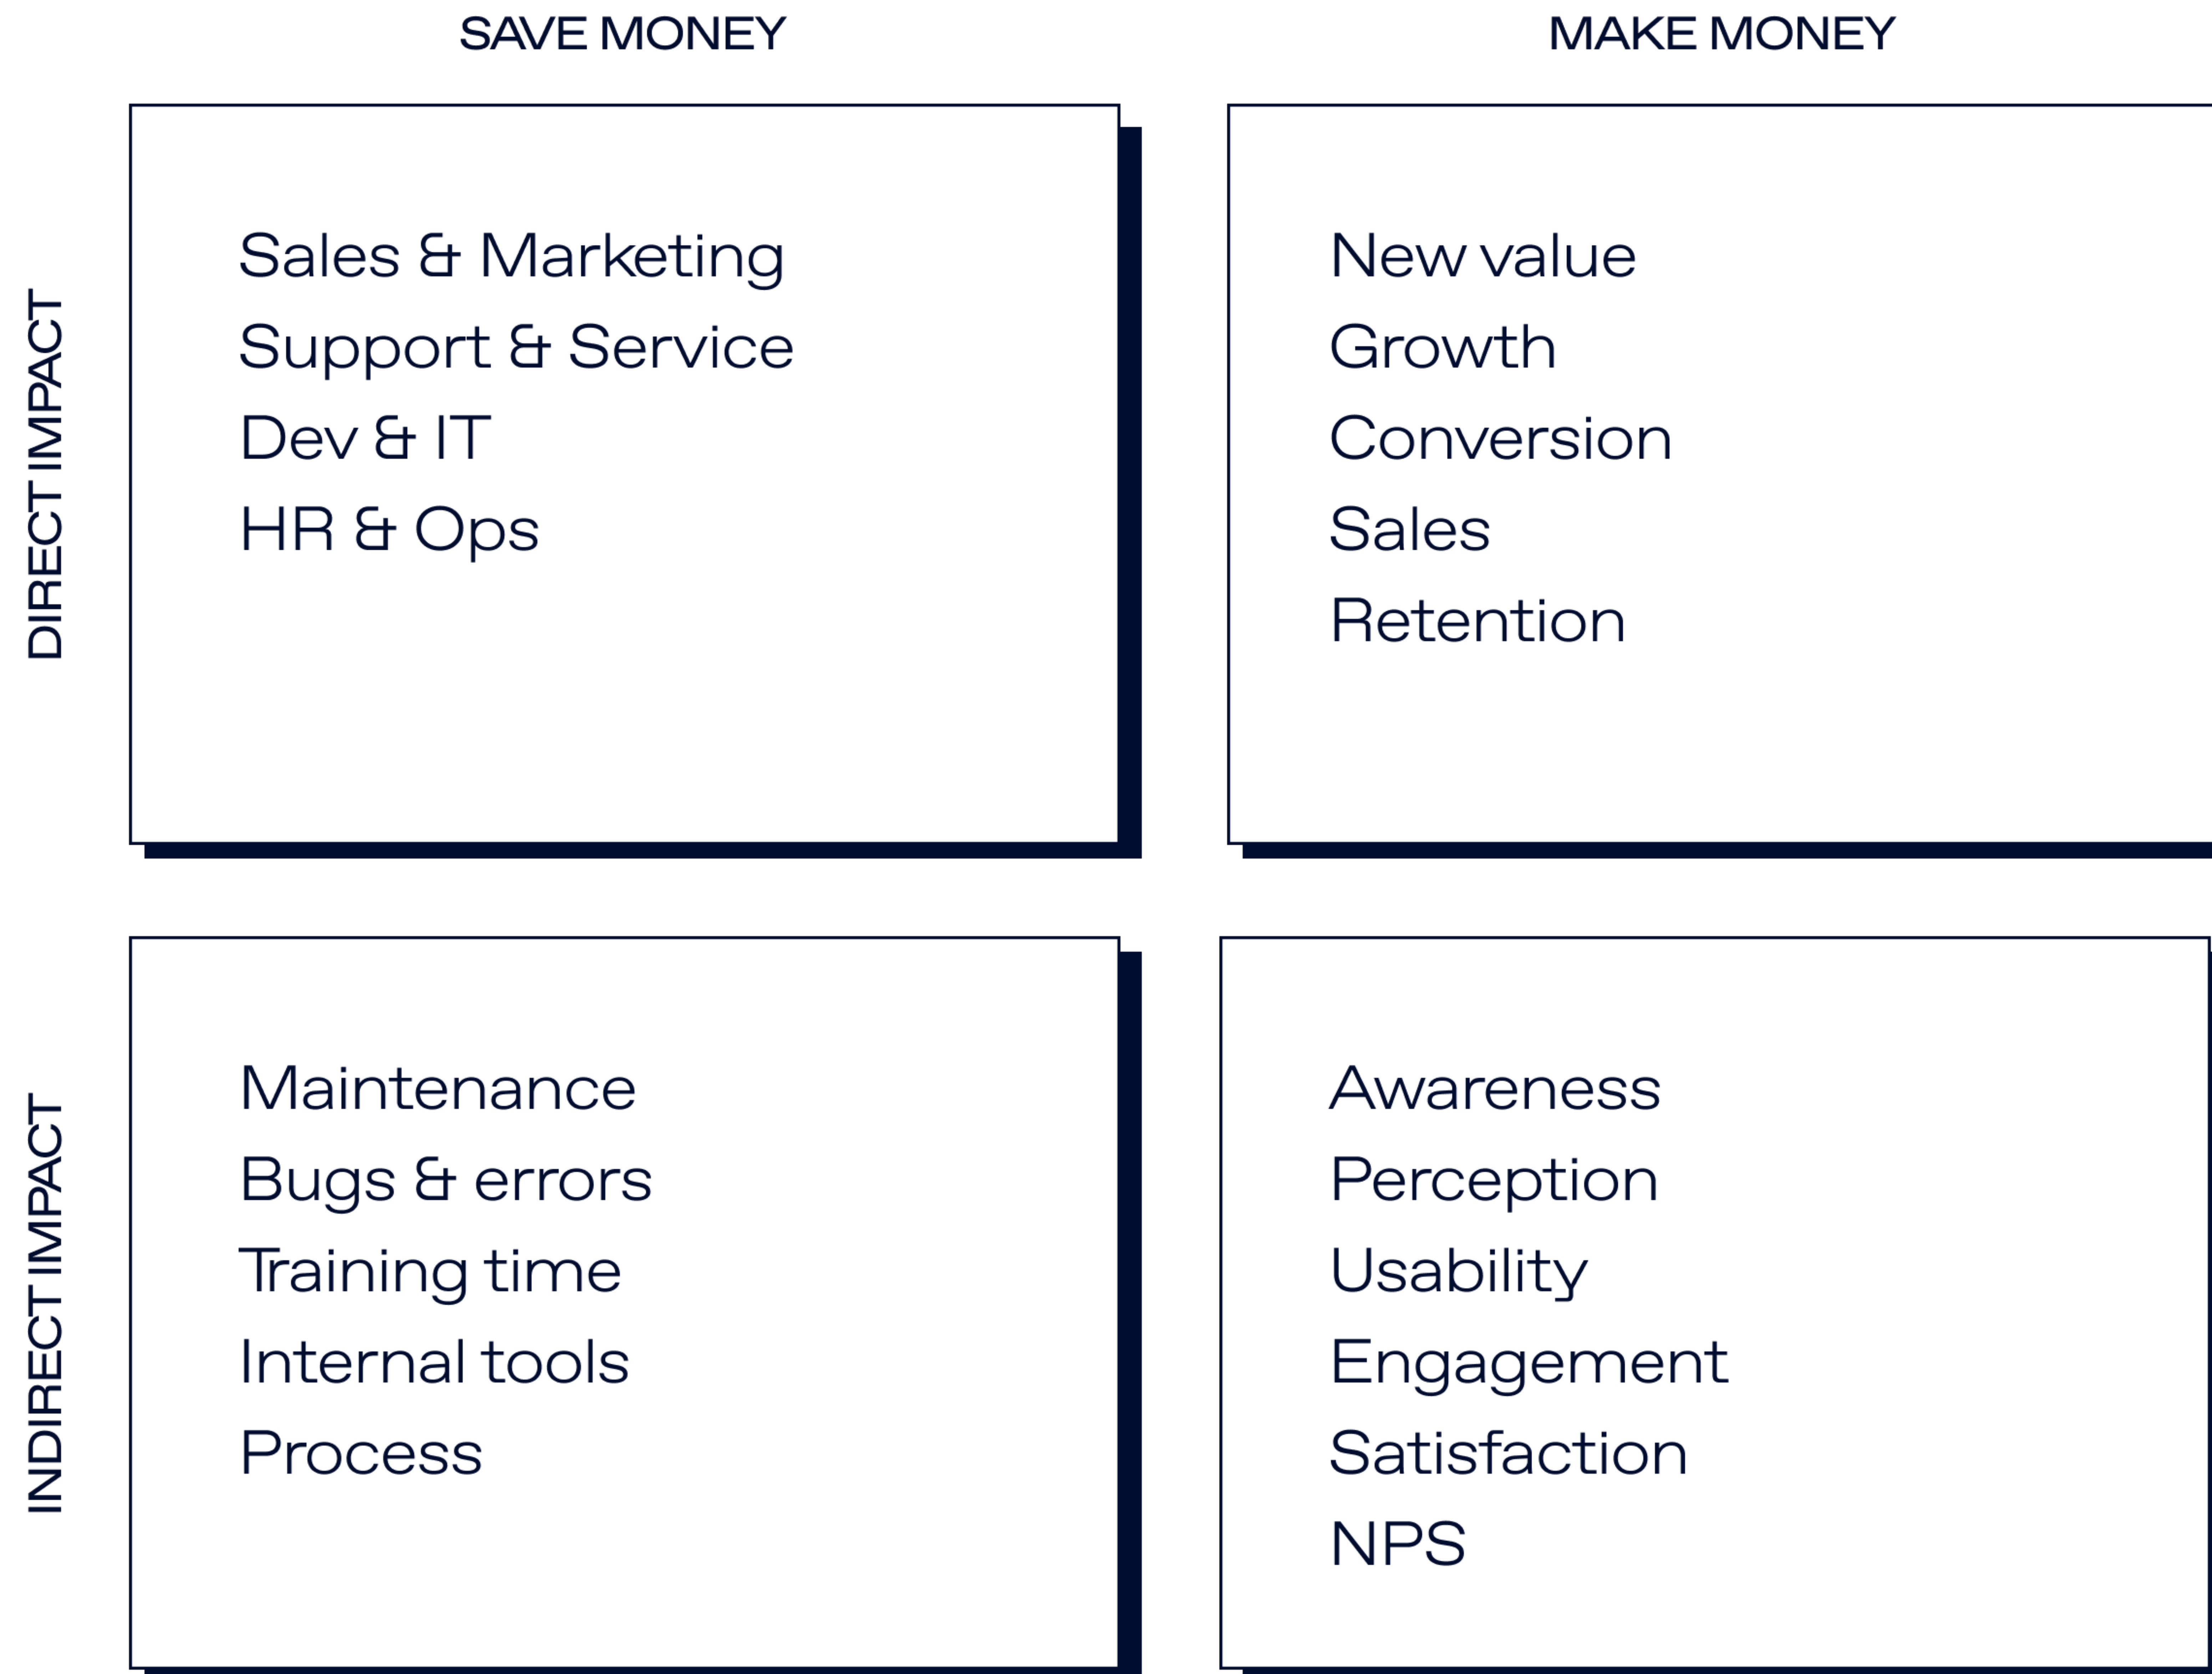 SAVE MONEY
MAKE MONEY
DIRECT IMPACT
Sales & Marketing
Support & Service
Dev & IT
HR & Ops
New value
Growth
Conversion
Sales
Retention
INDIRECT IMPACT
Maintenance
Bugs & errors
Training time
Internal tools
Process
Awareness
Perception
Usability
Engagement
Satisfaction
NPS